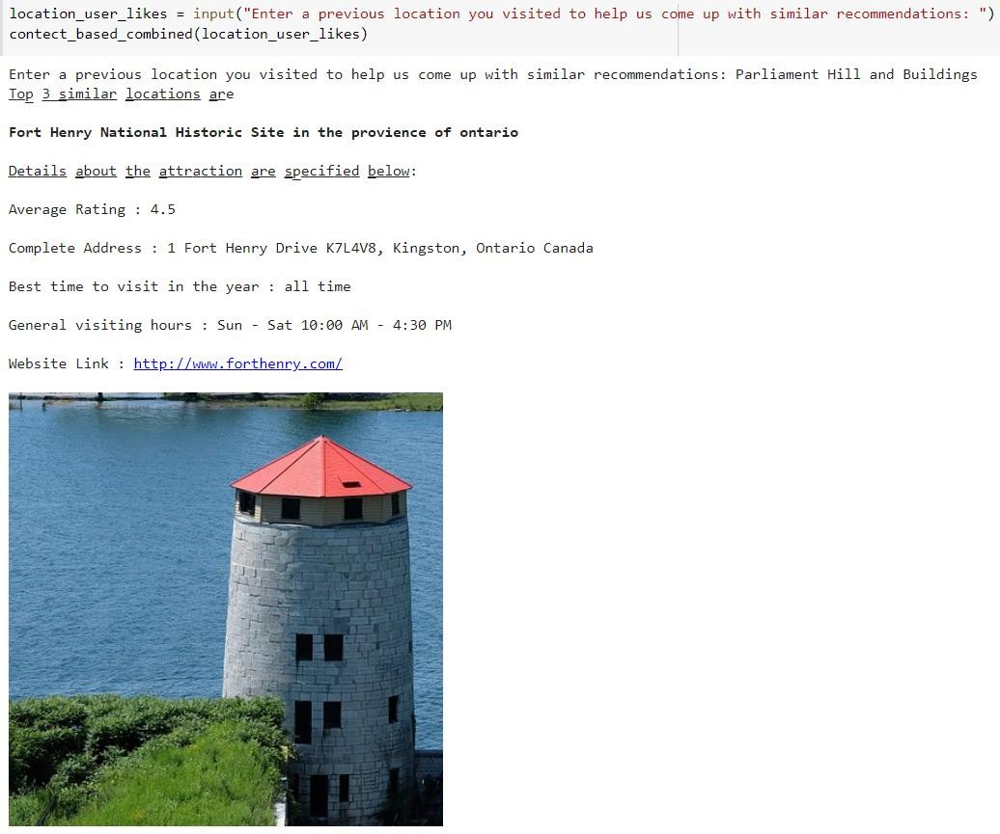 location_user_likes = input("Enter a previous location you visited to help us come up with similar recommendations: ")
contect_based_combined(location_user_likes)
Enter a previous location you visited to help us come up with similar recommendations: Parliament Hill and Buildings
Top 3 similar locations are
Fort Henry National Historic Site in the provience of ontario
Details about the attraction are specified below:
Average Rating : 4.5
Complete Address : 1 Fort Henry Drive K7L4V8, Kingston, Ontario Canada
Best time to visit in the year : all time
General visiting hours : Sun - Sat 10:00 AM - 4:30 PM
Website Link : http://www.forthenry.com/